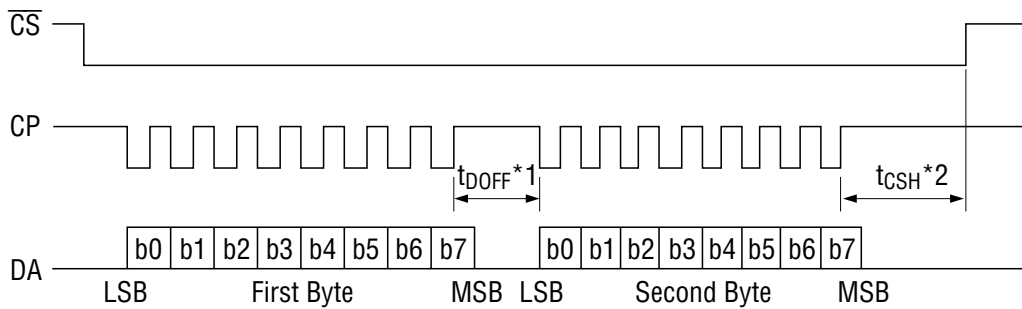 C̅S̅
CP
tDOFF*1
tCSH*2
DA
b0 b1 b2 b3 b4 b5 b6 b7 b0 b1 b2 b3 b4 b5 b6 b7
LSB First Byte MSB LSB Second Byte MSB